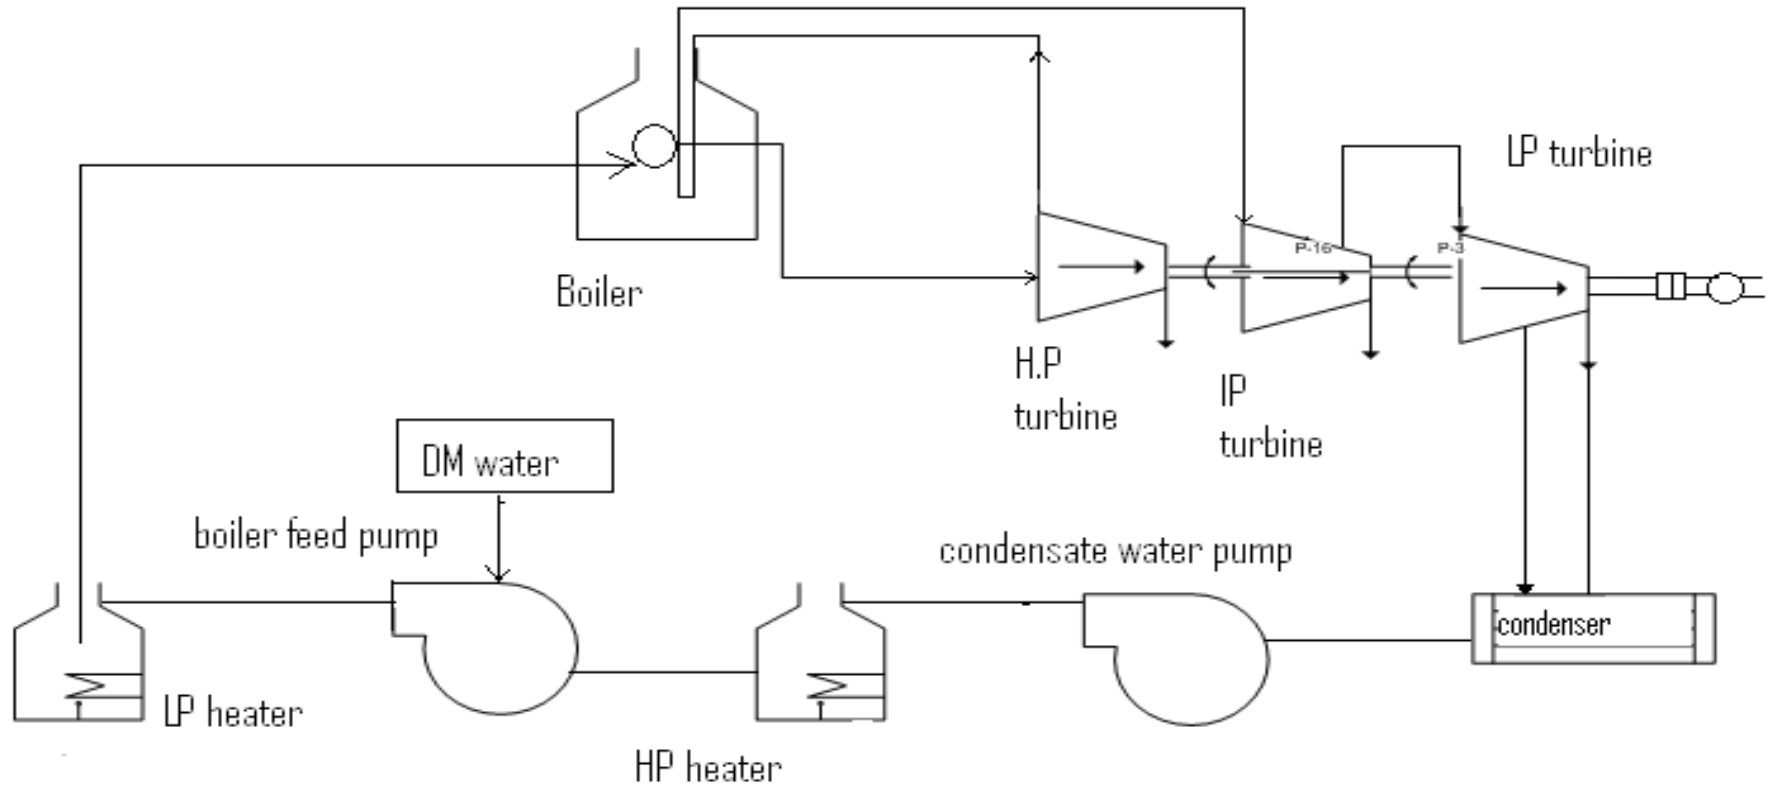 LP turbine
P-16
P-3
Boiler
H.P
turbine
IP
turbine
DM water
boiler feed pump
condensate water pump
condenser
LP heater
HP heater